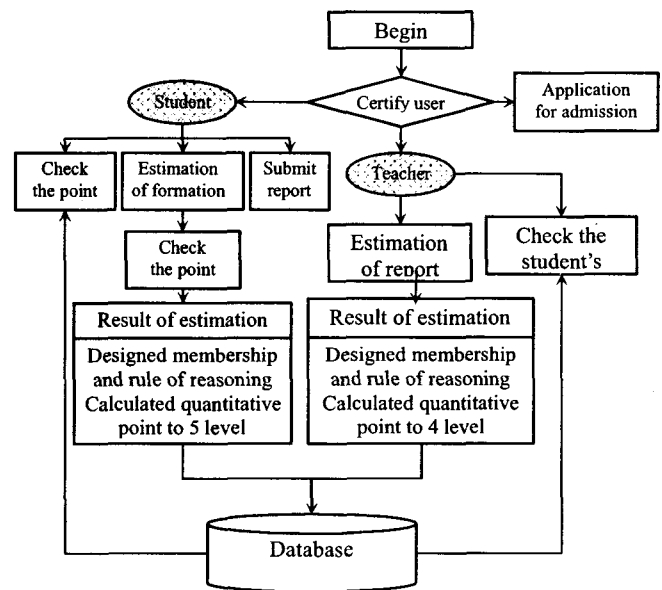 Begin
Certify user
Application
for admission
Student
Check
the point
Estimation
of formation
Submit
report
Teacher
Check
the point
Estimation
of report
Check the
student's
Result of estimation
Designed membership
and rule of reasoning
Calculated quantitative
point to 5 level
Result of estimation
Designed membership
and rule of reasoning
Calculated quantitative
point to 4 level
Database